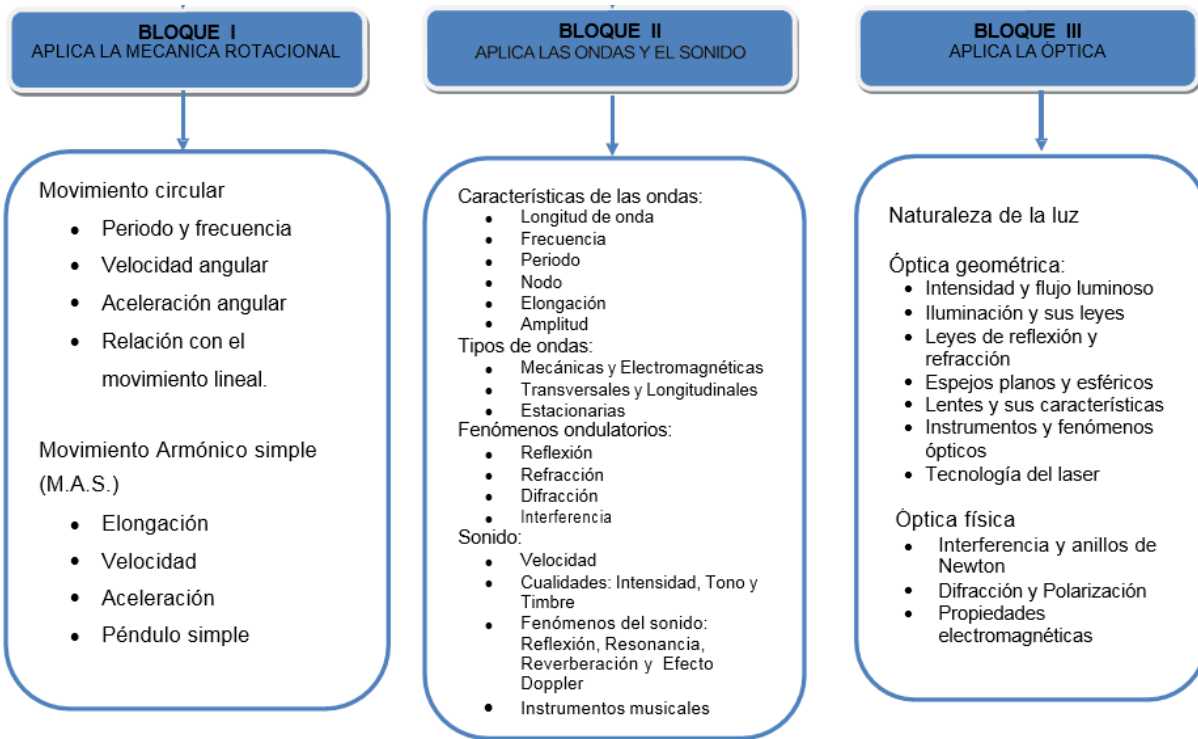 BLOQUE I
APLICA LA MECANICA ROTACIONAL
Movimiento circular
• Periodo y frecuencia
• Velocidad angular
• Aceleración angular
• Relación con el
movimiento lineal.
Movimiento Armónico simple
(M.A.S.)
• Elongación
• Velocidad
• Aceleración
• Péndulo simple
BLOQUE II
APLICA LAS ONDAS Y EL SONIDO
Características de las ondas:
• Longitud de onda
• Frecuencia
• Periodo
• Nodo
• Elongación
• Amplitud
Tipos de ondas:
• Mecánicas y Electromagnéticas
• Transversales y Longitudinales
• Estacionarias
Fenómenos ondulatorios:
• Reflexión
• Refracción
• Difracción
• Interferencia
Sonido:
• Velocidad
• Cualidades: Intensidad, Tono y
Timbre
• Fenómenos del sonido:
Reflexión, Resonancia,
Reverberación y Efecto
Doppler
• Instrumentos musicales
BLOQUE III
APLICA LA ÓPTICA
Naturaleza de la luz
Óptica geométrica:
• Intensidad y flujo luminoso
• Iluminación y sus leyes
• Leyes de reflexión y
refracción
• Espejos planos y esféricos
• Lentes y sus características
• Instrumentos y fenómenos
ópticos
• Tecnología del laser
Óptica física
• Interferencia y anillos de
Newton
• Difracción y Polarización
• Propiedades
electromagnéticas